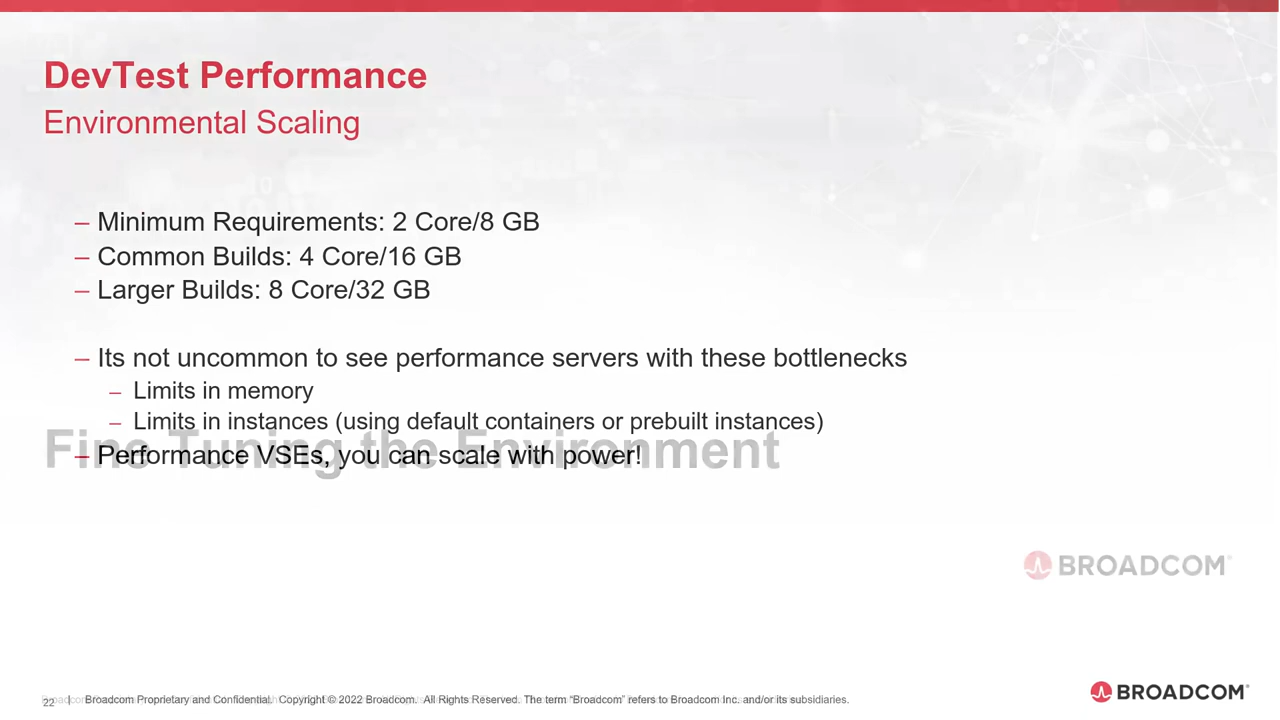 DevTest Performance
Environmental Scaling
– Minimum Requirements: 2 Core/8 GB
– Common Builds: 4 Core/16 GB
– Larger Builds: 8 Core/32 GB
– Its not uncommon to see performance servers with these bottlenecks
– Limits in memory
– Limits in instances (using default containers or prebuilt instances)
Fine Tuning the Environment
– Performance VSEs, you can scale with power!
BROADCOM
22 | Broadcom Proprietary and Confidential. Copyright © 2022 Broadcom. All Rights Reserved. The term “Broadcom” refers to Broadcom Inc. and/or its subsidiaries.
BROADCOM